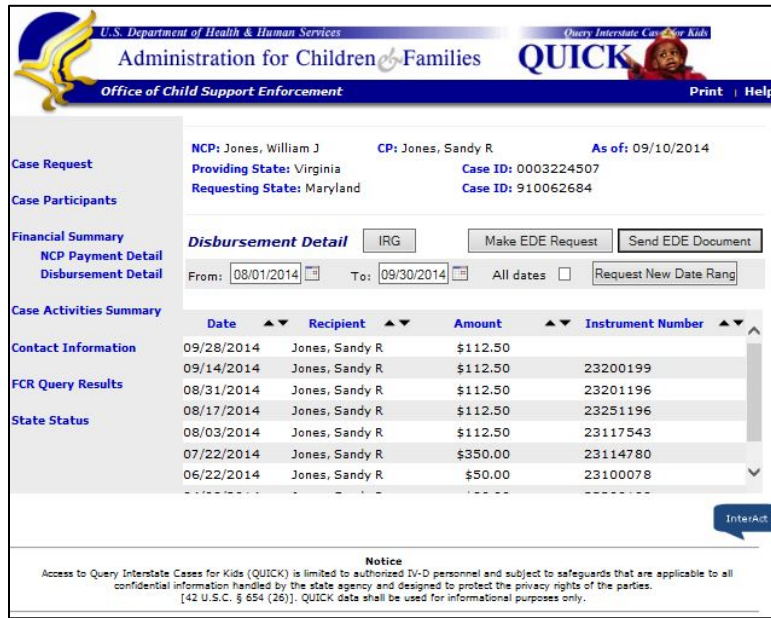 U.S. Department of Health & Human Services
Query Interstate Cases for Kids
Administration for Children & Families
QUICK
Office of Child Support Enforcement
Print | Help
NCP: Jones, William J CP: Jones, Sandy R As of: 09/10/2014
Providing State: Virginia Case ID: 0003224507
Requesting State: Maryland Case ID: 910062684
Case Request
Case Participants
Financial Summary
NCP Payment Detail
Disbursement Detail
Case Activities Summary
Contact Information
FCR Query Results
State Status
Disbursement Detail IRG Make EDE Request Send EDE Document
From: 08/01/2014 To: 09/30/2014 All dates Request New Date Rang
Date Recipient Amount Instrument Number
09/28/2014 Jones, Sandy R $112.50
09/14/2014 Jones, Sandy R $112.50 23200199
08/31/2014 Jones, Sandy R $112.50 23201196
08/17/2014 Jones, Sandy R $112.50 23251196
08/03/2014 Jones, Sandy R $112.50 23117543
07/22/2014 Jones, Sandy R $350.00 23114780
06/22/2014 Jones, Sandy R $50.00 23100078
InterAct
Notice
Access to Query Interstate Cases for Kids (QUICK) is limited to authorized IV-D personnel and subject to safeguards that are applicable to all
confidential information handled by the state agency and designed to protect the privacy rights of the parties.
[42 U.S.C. § 654 (26)]. QUICK data shall be used for informational purposes only.